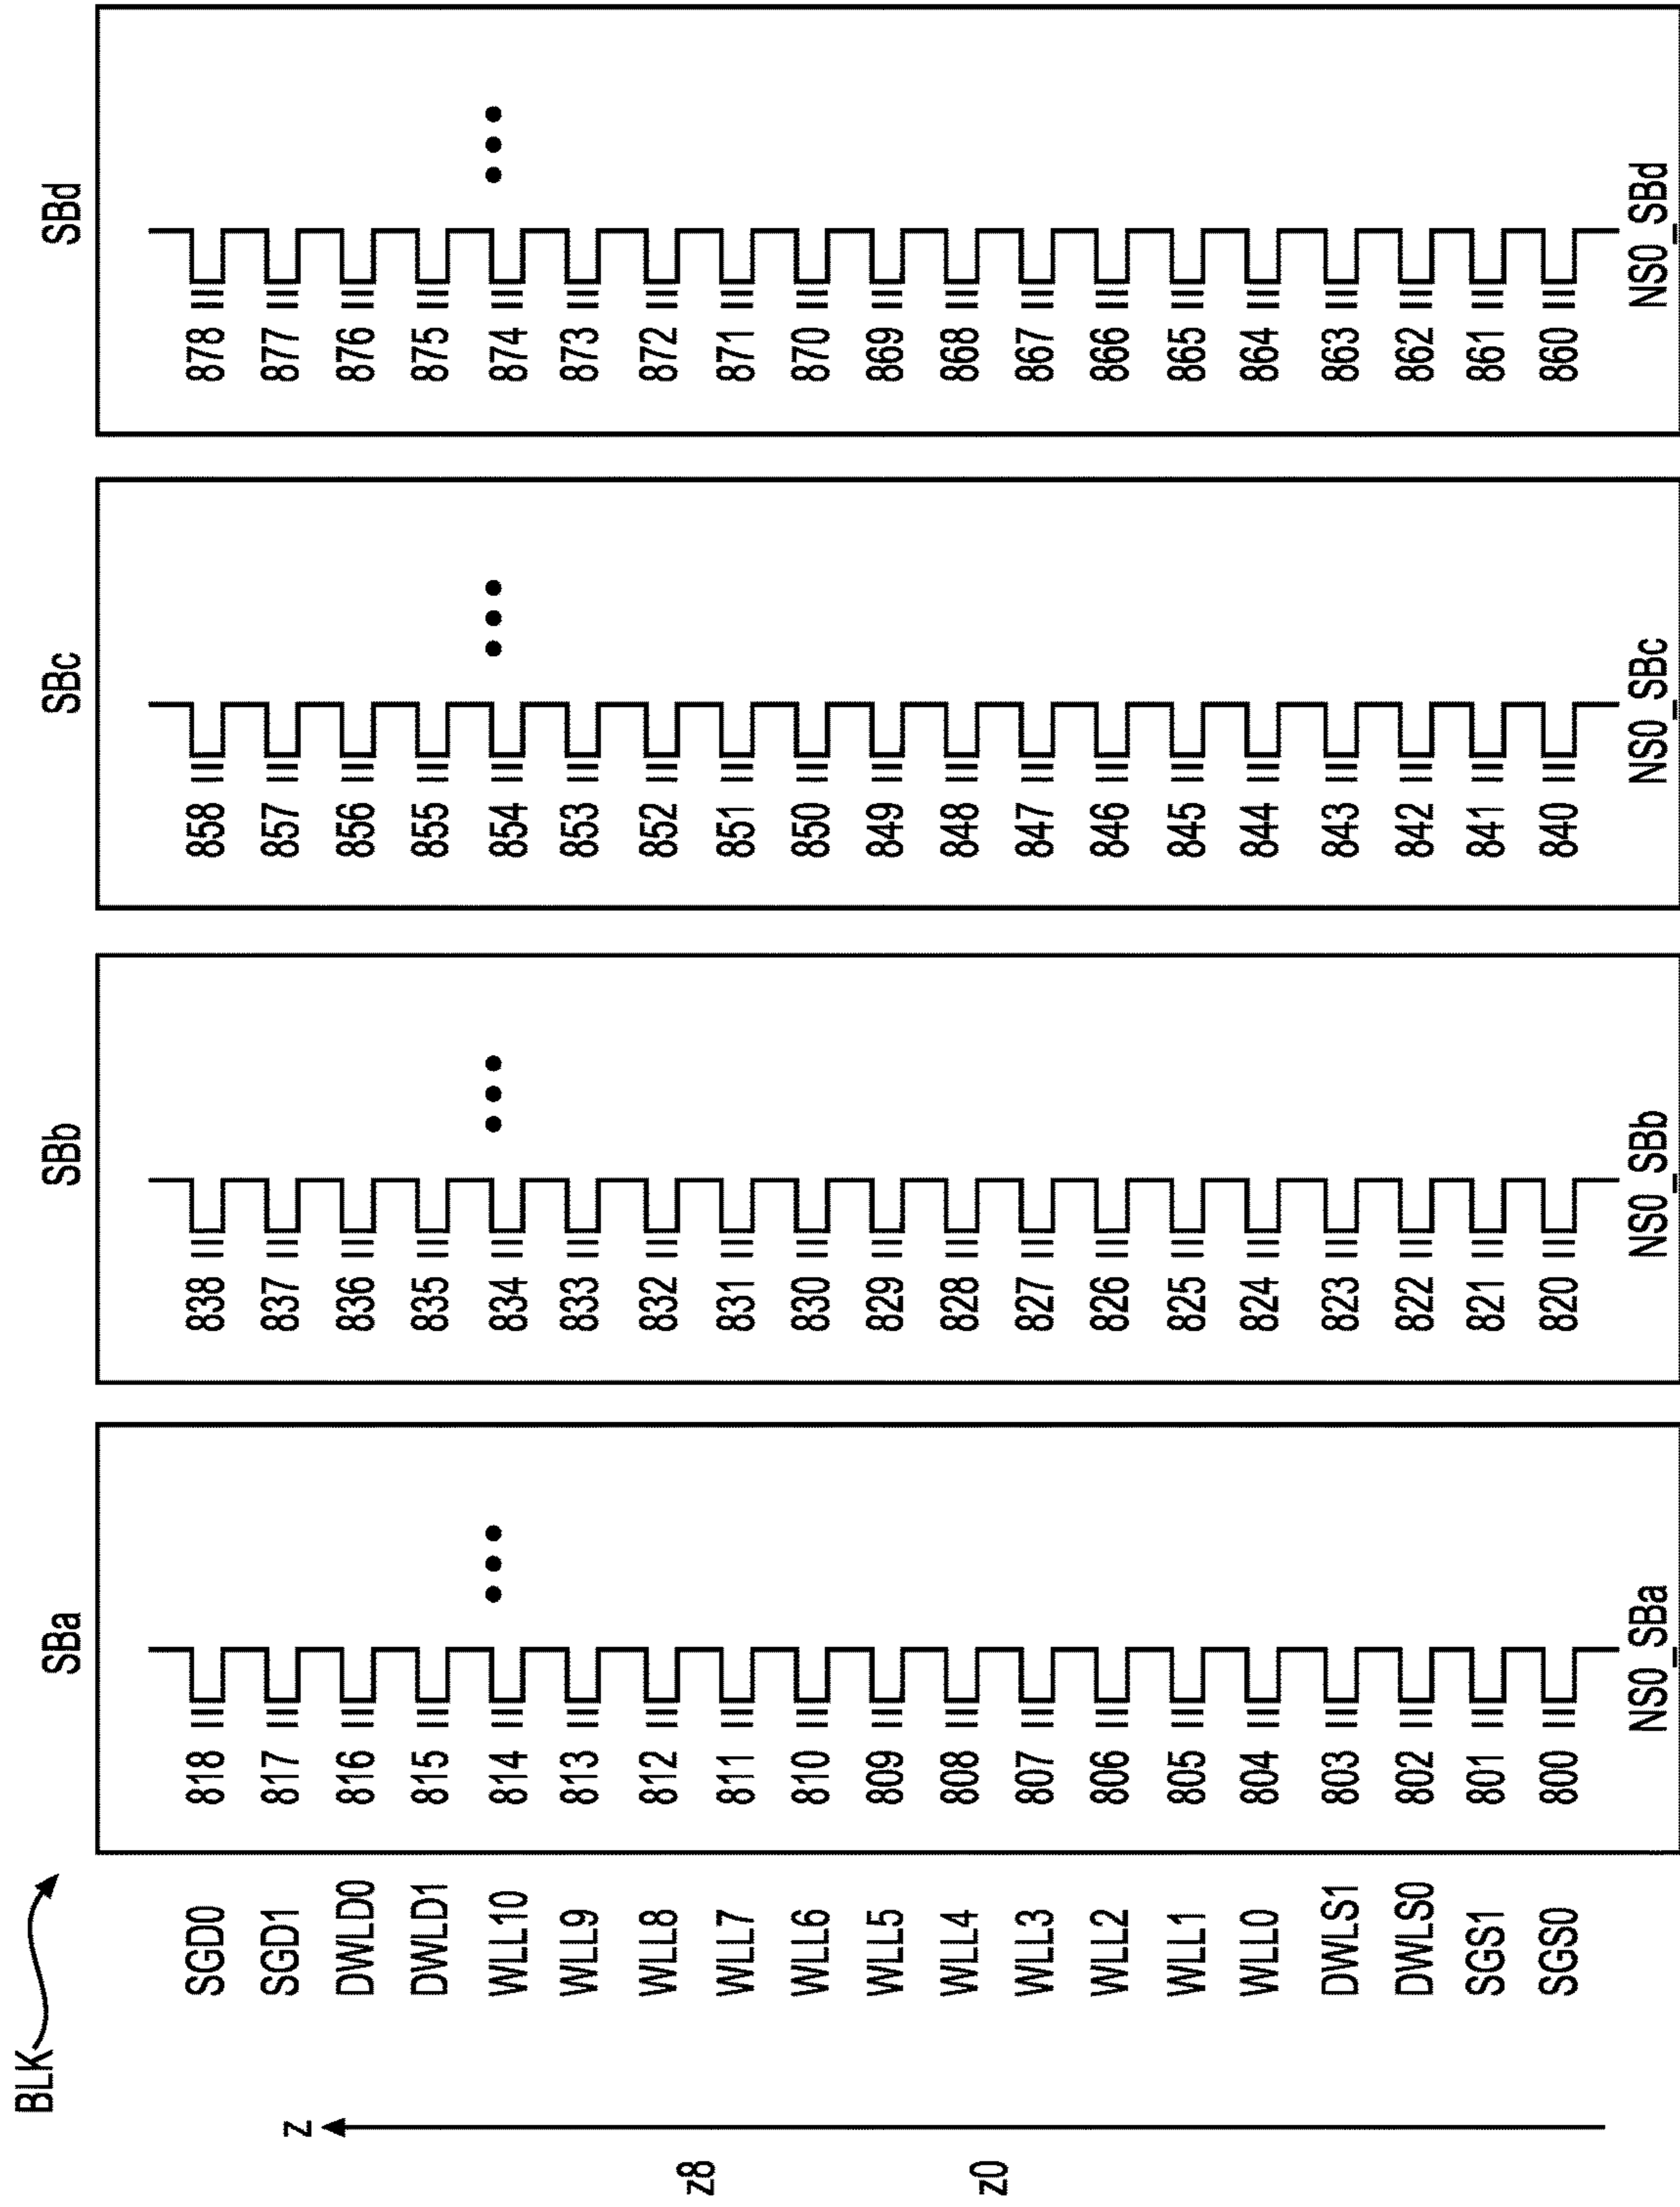 BLK
SBa SBb SBc SBd
SGD0 818 838 858 878
z
SGD1 817 837 857 877
DWLD0 816 836 856 876
DWLD1 815 835 855 875
WLL10 814 834 854 874
WLL9 813 833 853 873
WLL8 812 832 852 872
z8
WLL7 811 831 851 871
WLL6 810 830 850 870
WLL5 809 829 849 869
WLL4 808 828 848 868
z0
WLL3 807 827 847 867
WLL2 806 826 846 866
WLL1 805 825 845 865
WLL0 804 824 844 864
DWLS1 803 823 843 863
DWLS0 802 822 842 862
SGS1 801 821 841 861
SGS0 800 820 840 860
NS0_SBa NS0_SBb NS0_SBc NS0_SBd